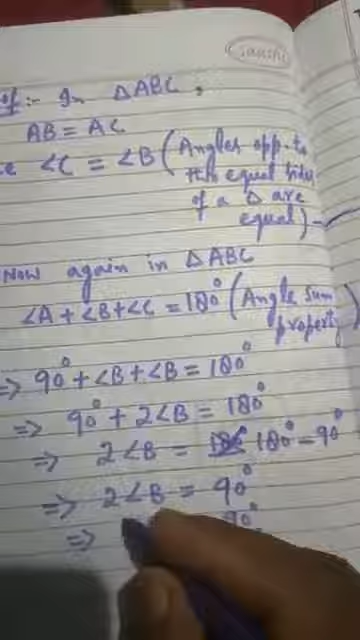 :- In ΔABC,
AB = AC
∠C = ∠B (Angles opp. to
the equal sides
of a Δ are
equal)
Now again in ΔABC
∠A + ∠B + ∠C = 180° (Angle sum
property)
=> 90° + ∠B + ∠B = 180°
=> 90° + 2∠B = 180°
=> 2∠B = 180° - 90°
=> 2∠B = 90°
=> 90°